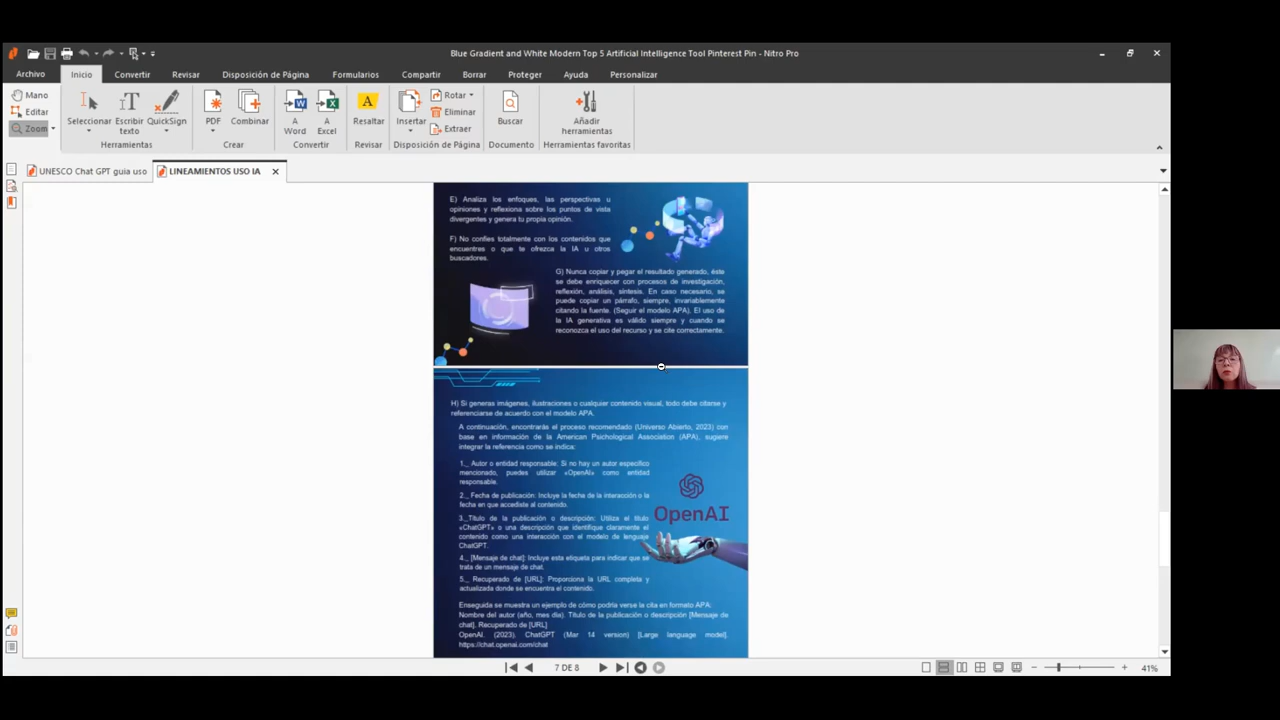 Blue Gradient and White Modern Top 5 Artificial Intelligence Tool Pinterest Pin - Nitro Pro
Archivo Inicio Convertir Revisar Disposición de Página Formularios Compartir Borrar Proteger Ayuda Personalizar
Mano
Editar
Zoom
Seleccionar
Escribir texto
QuickSign
Herramientas
PDF
Combinar
Crear
A Word
A Excel
Convertir
Resaltar
Revisar
Insertar
Rotar
Eliminar
Extraer
Disposición de Página
Buscar
Documento
Añadir herramientas
Herramientas favoritas
UNESCO Chat GPT guia uso
LINEAMIENTOS USO IA
E) Analiza los enfoques, las perspectivas u
opiniones y reflexiona sobre los puntos de vista
divergentes y genera tu propia opinión.
F) No confíes totalmente con los contenidos que
encuentres o que te ofrezca la IA u otros
buscadores.
G) Nunca copiar y pegar el resultado generado, éste
se debe enriquecer con procesos de investigación,
reflexión, análisis, síntesis. En caso necesario, se
puede copiar un párrafo, siempre, invariablemente
citando la fuente. (Seguir el modelo APA). El uso de
la IA generativa es válido siempre y cuando se
reconozca el uso del recurso y se cite correctamente.
H) Si generas imágenes, ilustraciones o cualquier contenido visual, todo debe citarse y
referenciarse de acuerdo con el modelo APA.
A continuación, encontrarás el proceso recomendado (Universo Abierto, 2023) con
base en información de la American Psichological Association (APA), sugiere
integrar la referencia como se indica:
1._ Autor o entidad responsable: Si no hay un autor específico
mencionado, puedes utilizar «OpenAI» como entidad
responsable.
2._ Fecha de publicación: Incluye la fecha de la interacción o la
fecha en que accediste al contenido.
3._Título de la publicación o descripción: Utiliza el título
«ChatGPT» o una descripción que identifique claramente el
contenido como una interacción con el modelo de lenguaje
ChatGPT.
4._ [Mensaje de chat]: Incluye esta etiqueta para indicar que se
trata de un mensaje de chat.
5._ Recuperado de [URL]: Proporciona la URL completa y
actualizada donde se encuentra el contenido.
OpenAI
Enseguida se muestra un ejemplo de cómo podría verse la cita en formato APA:
Nombre del autor (año, mes día). Título de la publicación o descripción [Mensaje de
chat]. Recuperado de [URL]
OpenAI. (2023). ChatGPT (Mar 14 version) [Large language model].
https://chat.openai.com/chat
7 DE 8
41%